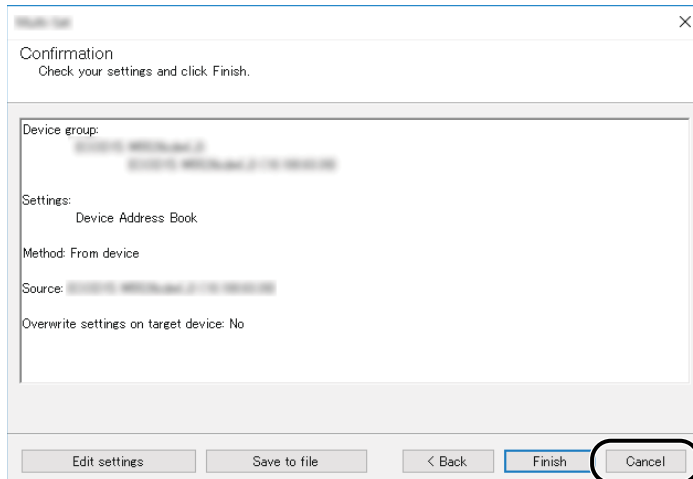 Confirmation
Check your settings and click Finish.
Device group:
Settings:
Device Address Book
Method: From device
Source:
Overwrite settings on target device: No
Edit settings
Save to file
< Back
Finish
Cancel